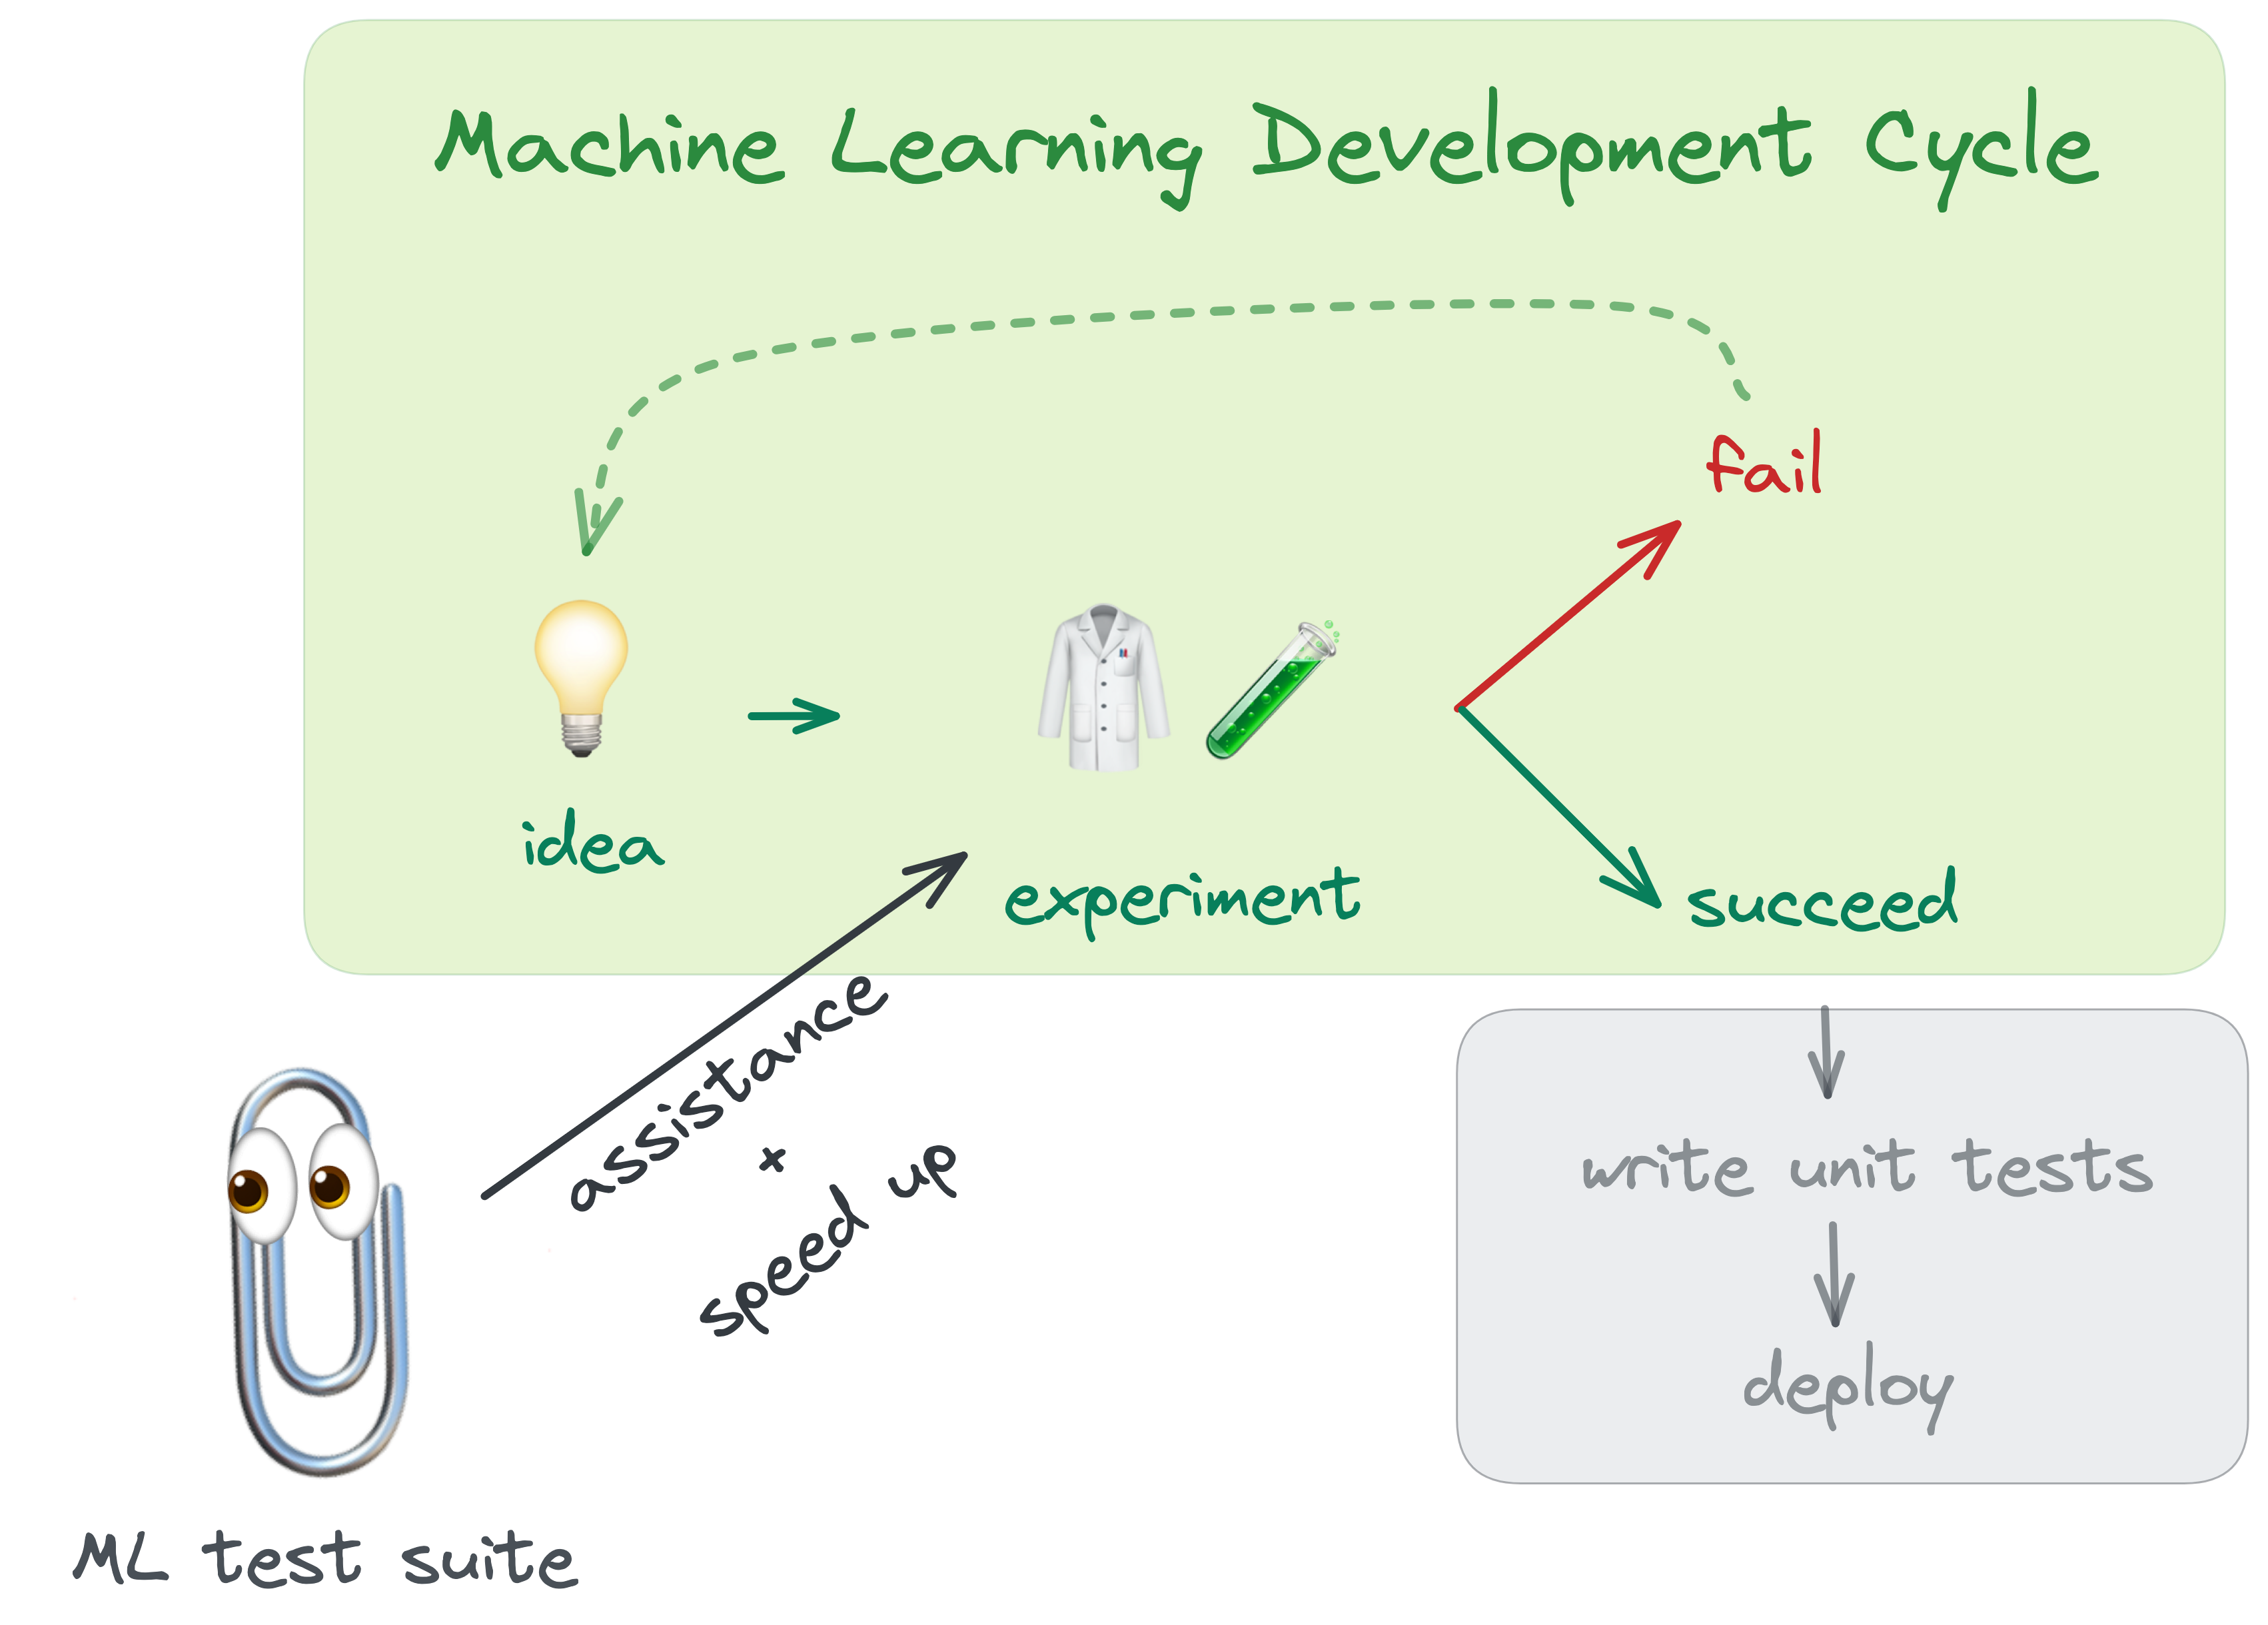 Machine Learning Development Cycle
fail
idea
experiment
succeed
assistance
+
speed up
write unit tests
deploy
ML test suite